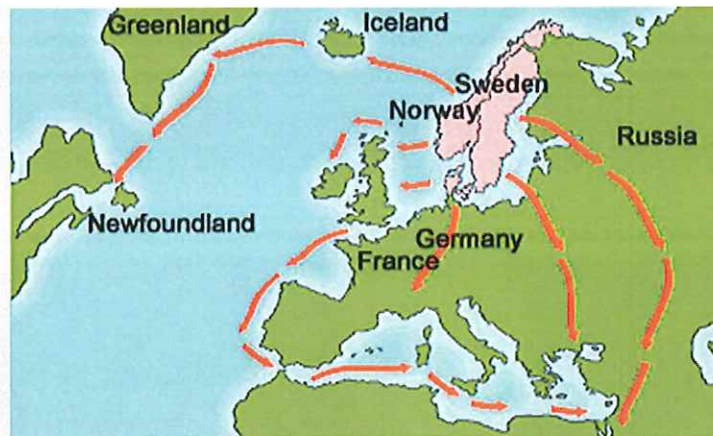 Greenland
Iceland
Sweden
Norway
Russia
Newfoundland
Germany
France